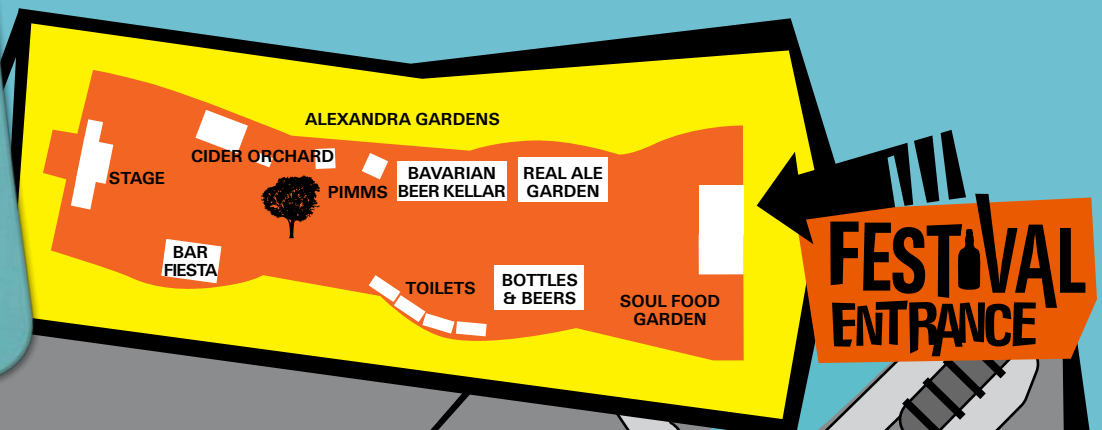 ALEXANDRA GARDENS
CIDER ORCHARD
STAGE
PIMMS
BAVARIAN
BEER KELLAR
REAL ALE
GARDEN
BAR
FIESTA
TOILETS
BOTTLES
& BEERS
SOUL FOOD
GARDEN
FESTIVAL
ENTRANCE